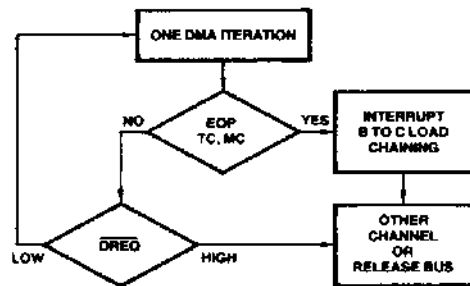 ONE DMA ITERATION
NO
EOP
TC, MC
YES
INTERRUPT
B TO C LOAD
CHAINING
LOW
DREQ
HIGH
OTHER
CHANNEL
OR
RELEASE BUS